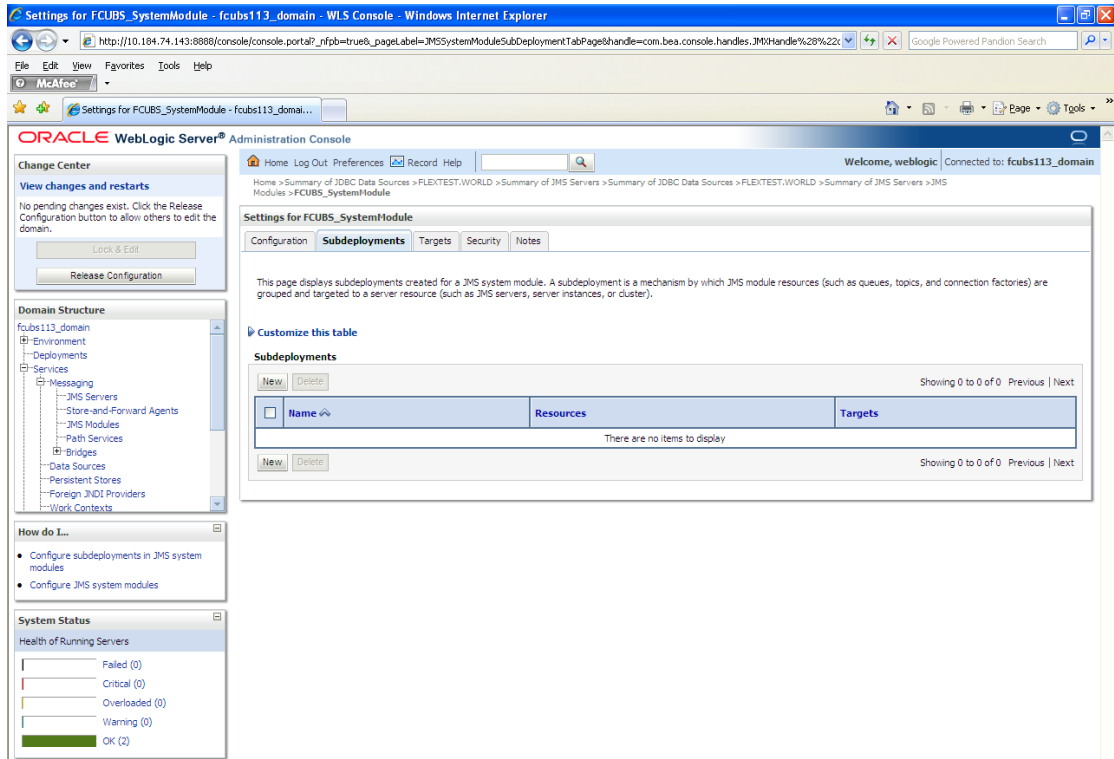 Settings for FCUBS_SystemModule - fcubs113_domain - WLS Console - Windows Internet Explorer
http://10.184.74.143:8888/console/console.portal?_nfpb=true&_pageLabel=JMSSystemModuleSubDeploymentTabPage&handle=com.bea.console.handles.JMXHandle%28%22c
Google Powered Pandion Search
File Edit View Favorites Tools Help
McAfee
Settings for FCUBS_SystemModule - fcubs113_domai...
Page Tools
ORACLE WebLogic Server® Administration Console
Change Center
View changes and restarts
No pending changes exist. Click the Release
Configuration button to allow others to edit the
domain.
Lock & Edit
Release Configuration
Domain Structure
fcubs113_domain
Environment
Deployments
Services
Messaging
JMS Servers
Store-and-Forward Agents
JMS Modules
Path Services
Bridges
Data Sources
Persistent Stores
Foreign JNDI Providers
Work Contexts
How do I...
Configure subdeployments in JMS system
modules
Configure JMS system modules
System Status
Health of Running Servers
Failed (0)
Critical (0)
Overloaded (0)
Warning (0)
OK (2)
Home Log Out Preferences Record Help
Welcome, weblogic Connected to: fcubs113_domain
Home >Summary of JDBC Data Sources >FLEXTEST.WORLD >Summary of JMS Servers >Summary of JDBC Data Sources >FLEXTEST.WORLD >Summary of JMS Servers >JMS
Modules >FCUBS_SystemModule
Settings for FCUBS_SystemModule
Configuration Subdeployments Targets Security Notes
This page displays subdeployments created for a JMS system module. A subdeployment is a mechanism by which JMS module resources (such as queues, topics, and connection factories) are
grouped and targeted to a server resource (such as JMS servers, server instances, or cluster).
Customize this table
Subdeployments
New Delete Showing 0 to 0 of 0 Previous | Next
Name Resources Targets
There are no items to display
New Delete Showing 0 to 0 of 0 Previous | Next